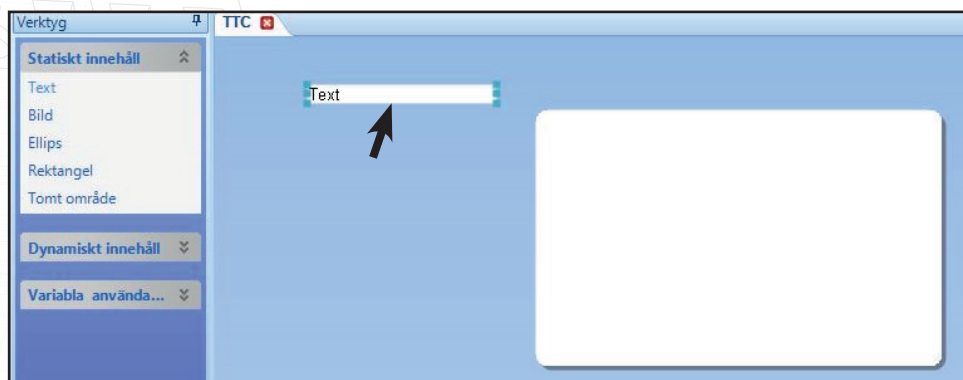 Verktyg
TTC
Statiskt innehåll
Text
Bild
Ellips
Rektangel
Tomt område
Dynamiskt innehåll
Variabla använda...
Text